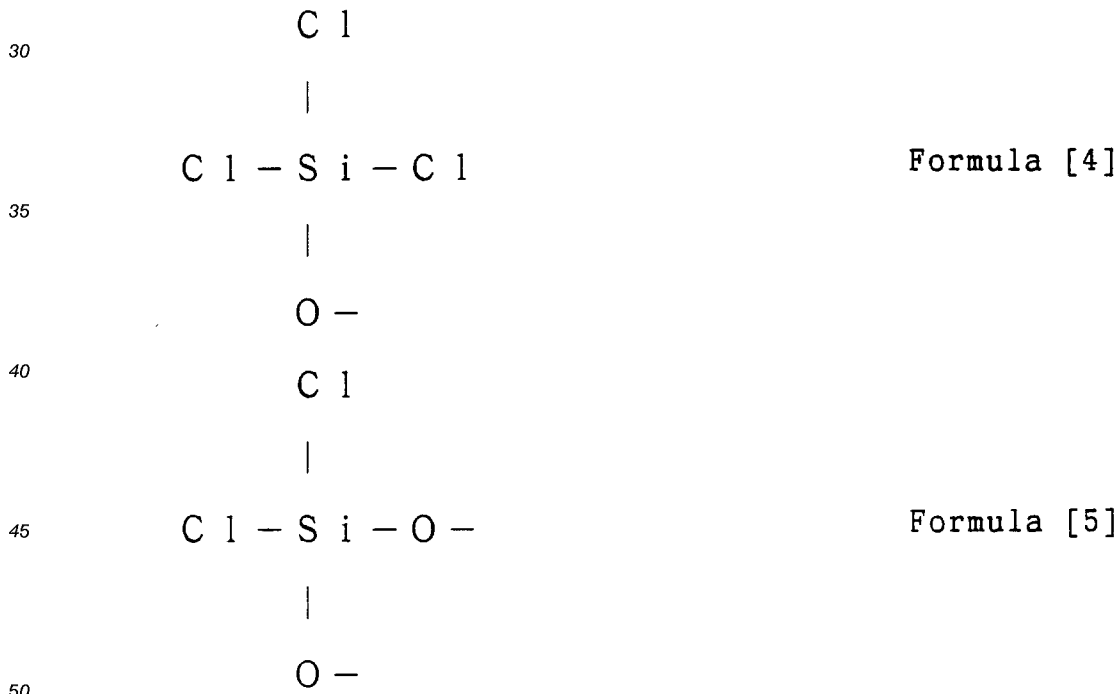 C l
30
|
C l − S i − C l Formula [4]
35
|
O −
40
C l
|
45 C l − S i − O − Formula [5]
|
O −
50